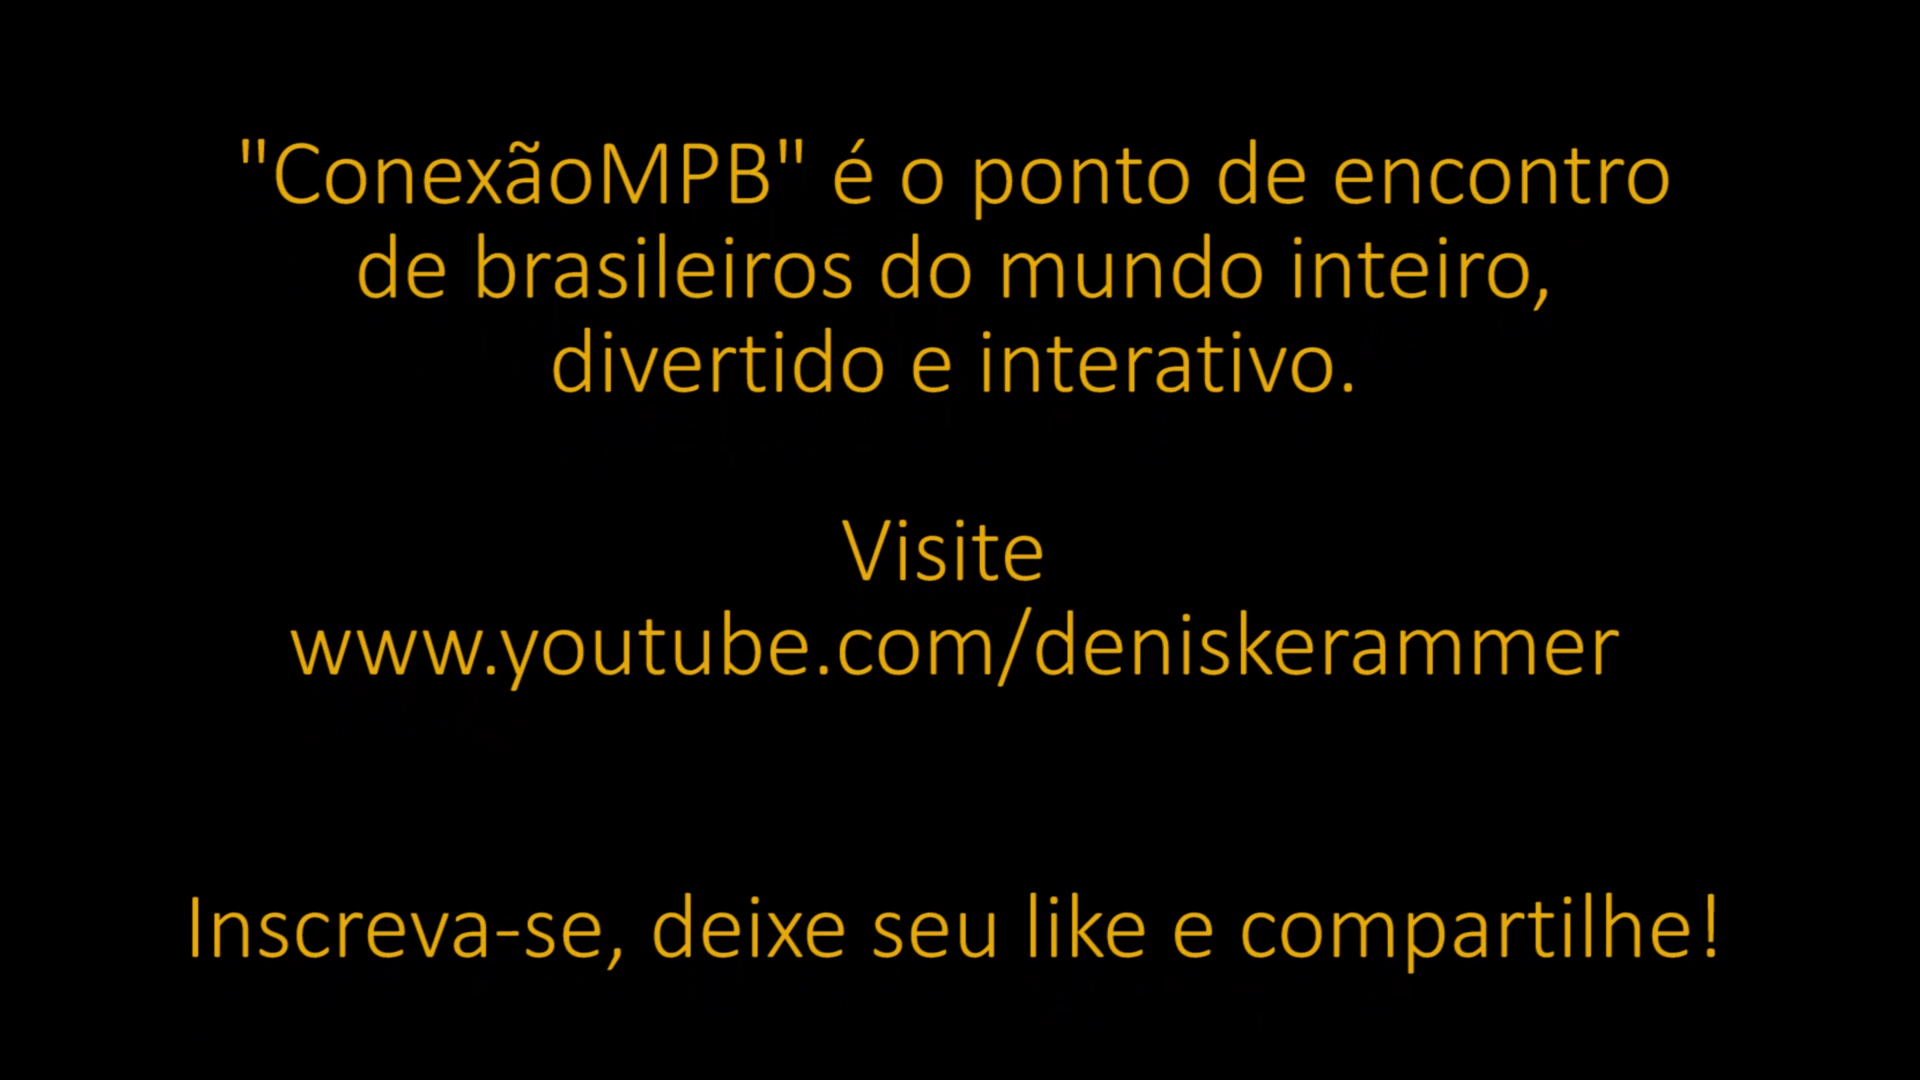 "ConexãoMPB" é o ponto de encontro
de brasileiros do mundo inteiro,
divertido e interativo.
Visite
www.youtube.com/deniskerammer
Inscreva-se, deixe seu like e compartilhe!